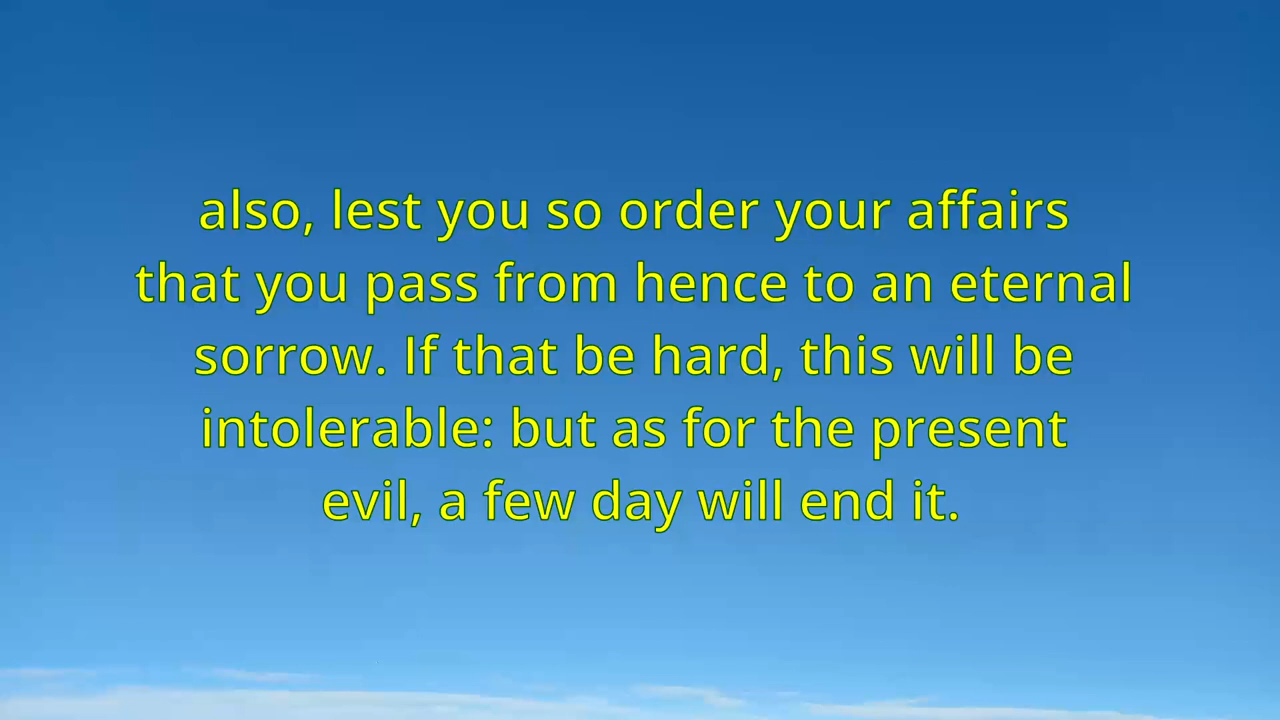 also, lest you so order your affairs
that you pass from hence to an eternal
sorrow. If that be hard, this will be
intolerable: but as for the present
evil, a few day will end it.